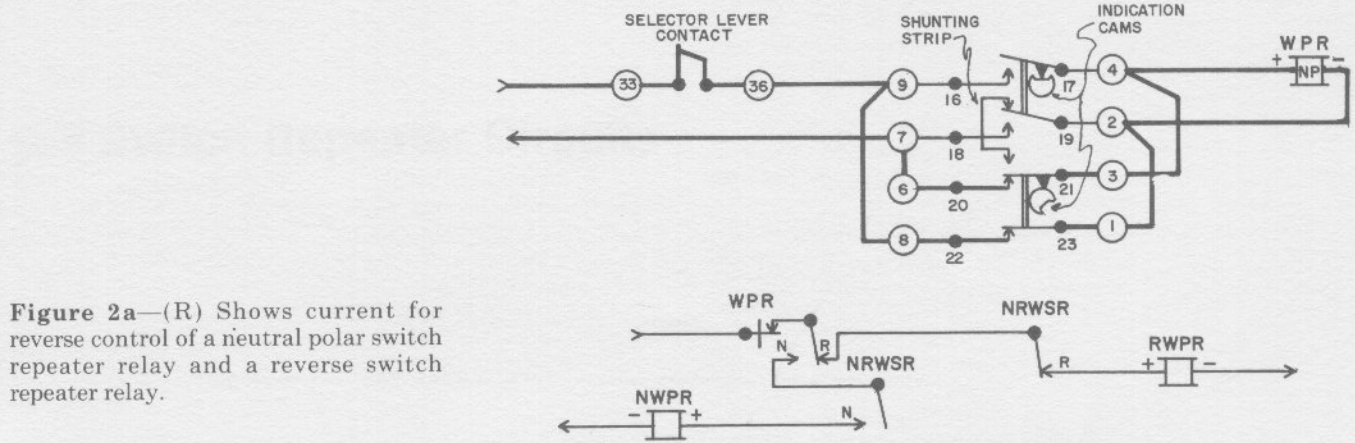 SELECTOR LEVER
CONTACT
SHUNTING
STRIP
INDICATION
CAMS
WPR
+ NP -
33
36
9
16
17
4
7
18
19
2
6
20
21
3
8
22
23
1
Figure 2a—(R) Shows current for
reverse control of a neutral polar switch
repeater relay and a reverse switch
repeater relay.
WPR
N
R
NRWSR
NRWSR
R
RWPR
+ -
NWPR
- +
N